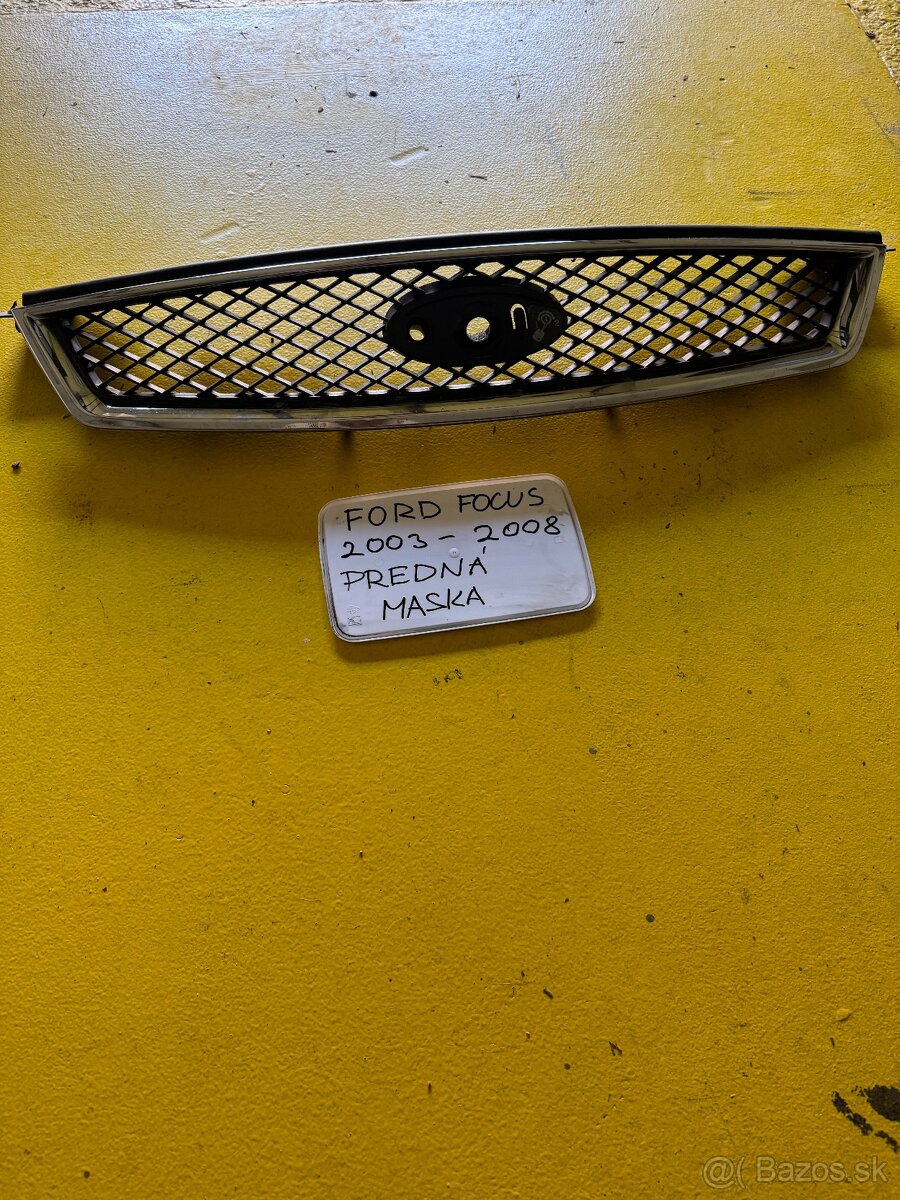 FORD FOCUS
2003 - 2008
PREDNÁ
MASKA
@( Bazos.sk